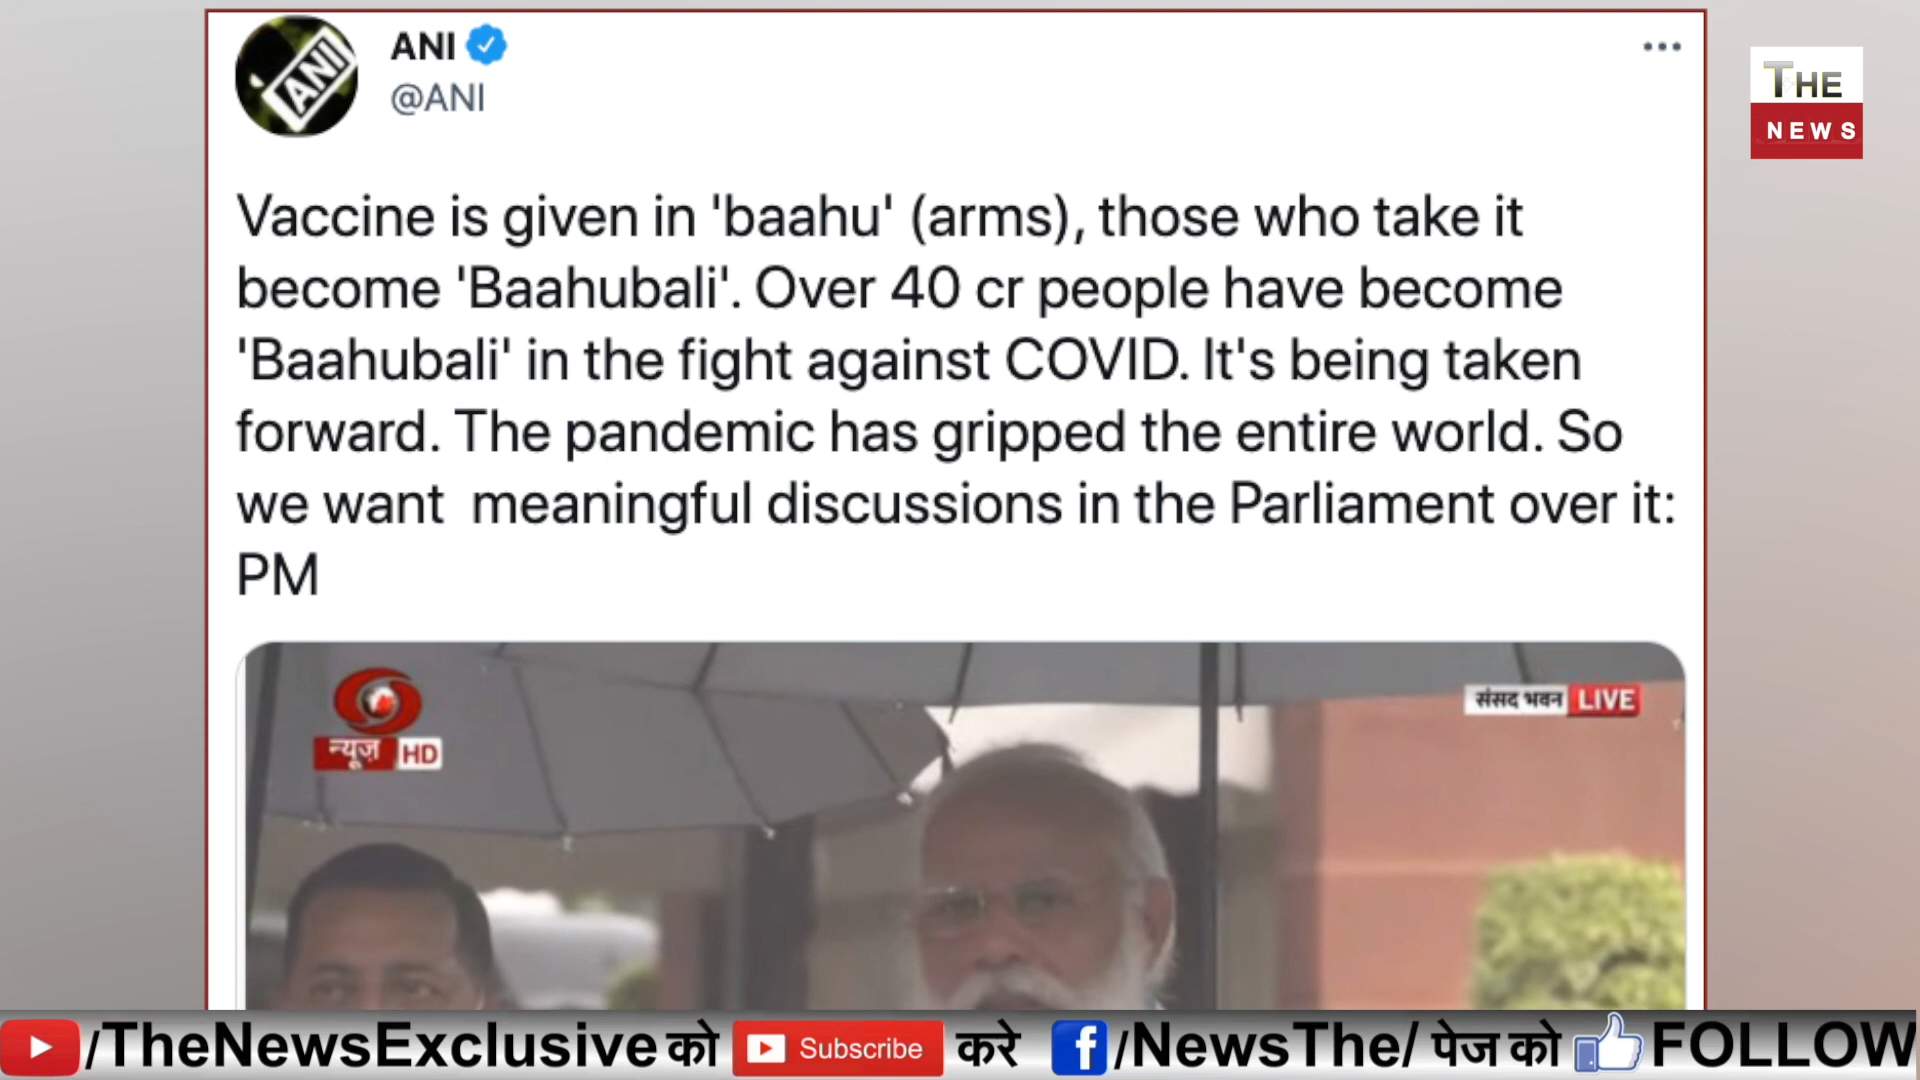 ANI
ANI
@ANI
THE
NEWS
Vaccine is given in 'baahu' (arms), those who take it
become 'Baahubali'. Over 40 cr people have become
'Baahubali' in the fight against COVID. It's being taken
forward. The pandemic has gripped the entire world. So
we want  meaningful discussions in the Parliament over it:
PM
न्यूज़ HD
संसद भवन LIVE
/TheNewsExclusive को Subscribe करे f/NewsThe/ पेज को FOLLOW